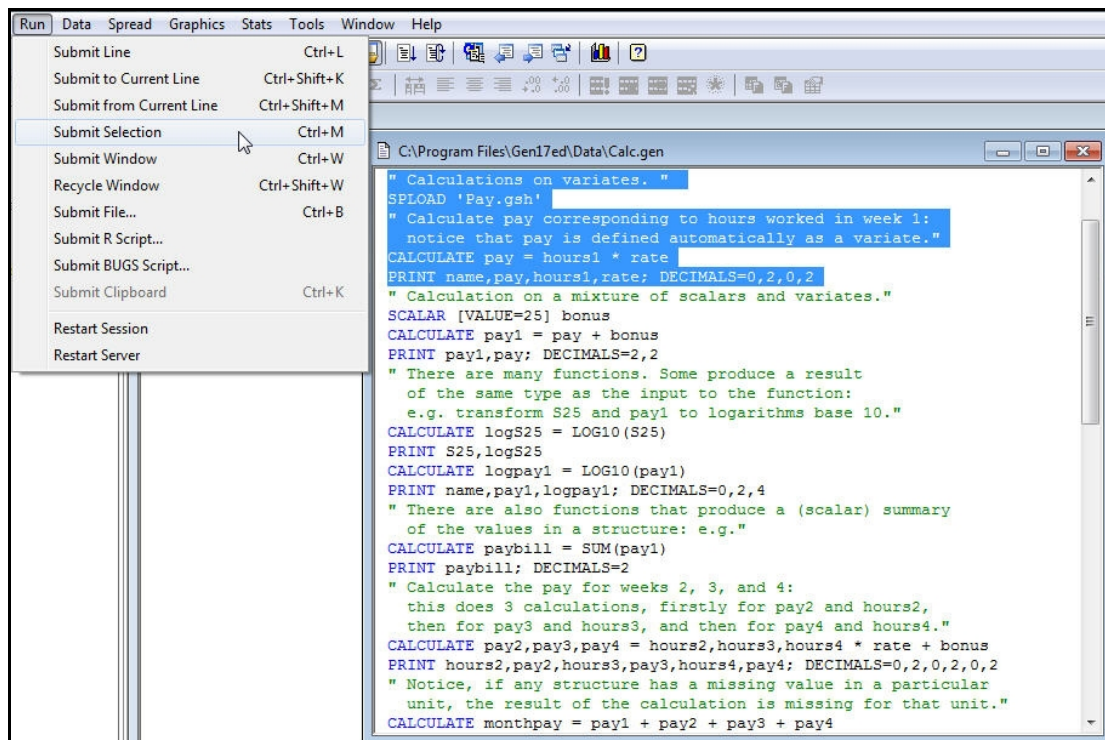 Run Data Spread Graphics Stats Tools Window Help
Submit Line Ctrl+L
Submit to Current Line Ctrl+Shift+K
Submit from Current Line Ctrl+Shift+M
Submit Selection Ctrl+M
Submit Window Ctrl+W
Recycle Window Ctrl+Shift+W
Submit File... Ctrl+B
Submit R Script...
Submit BUGS Script...
Submit Clipboard Ctrl+K
Restart Session
Restart Server
C:\Program Files\Gen17ed\Data\Calc.gen
" Calculations on variates. "
SPLOAD 'Pay.gsh'
" Calculate pay corresponding to hours worked in week 1:
notice that pay is defined automatically as a variate."
CALCULATE pay = hours1 * rate
PRINT name,pay,hours1,rate; DECIMALS=0,2,0,2
" Calculation on a mixture of scalars and variates."
SCALAR [VALUE=25] bonus
CALCULATE pay1 = pay + bonus
PRINT pay1,pay; DECIMALS=2,2
" There are many functions. Some produce a result
of the same type as the input to the function:
e.g. transform S25 and pay1 to logarithms base 10."
CALCULATE logS25 = LOG10(S25)
PRINT S25,logS25
CALCULATE logpay1 = LOG10(pay1)
PRINT name,pay1,logpay1; DECIMALS=0,2,4
" There are also functions that produce a (scalar) summary
of the values in a structure: e.g."
CALCULATE paybill = SUM(pay1)
PRINT paybill; DECIMALS=2
" Calculate the pay for weeks 2, 3, and 4:
this does 3 calculations, firstly for pay2 and hours2,
then for pay3 and hours3, and then for pay4 and hours4."
CALCULATE pay2,pay3,pay4 = hours2,hours3,hours4 * rate + bonus
PRINT hours2,pay2,hours3,pay3,hours4,pay4; DECIMALS=0,2,0,2,0,2
" Notice, if any structure has a missing value in a particular
unit, the result of the calculation is missing for that unit."
CALCULATE monthpay = pay1 + pay2 + pay3 + pay4